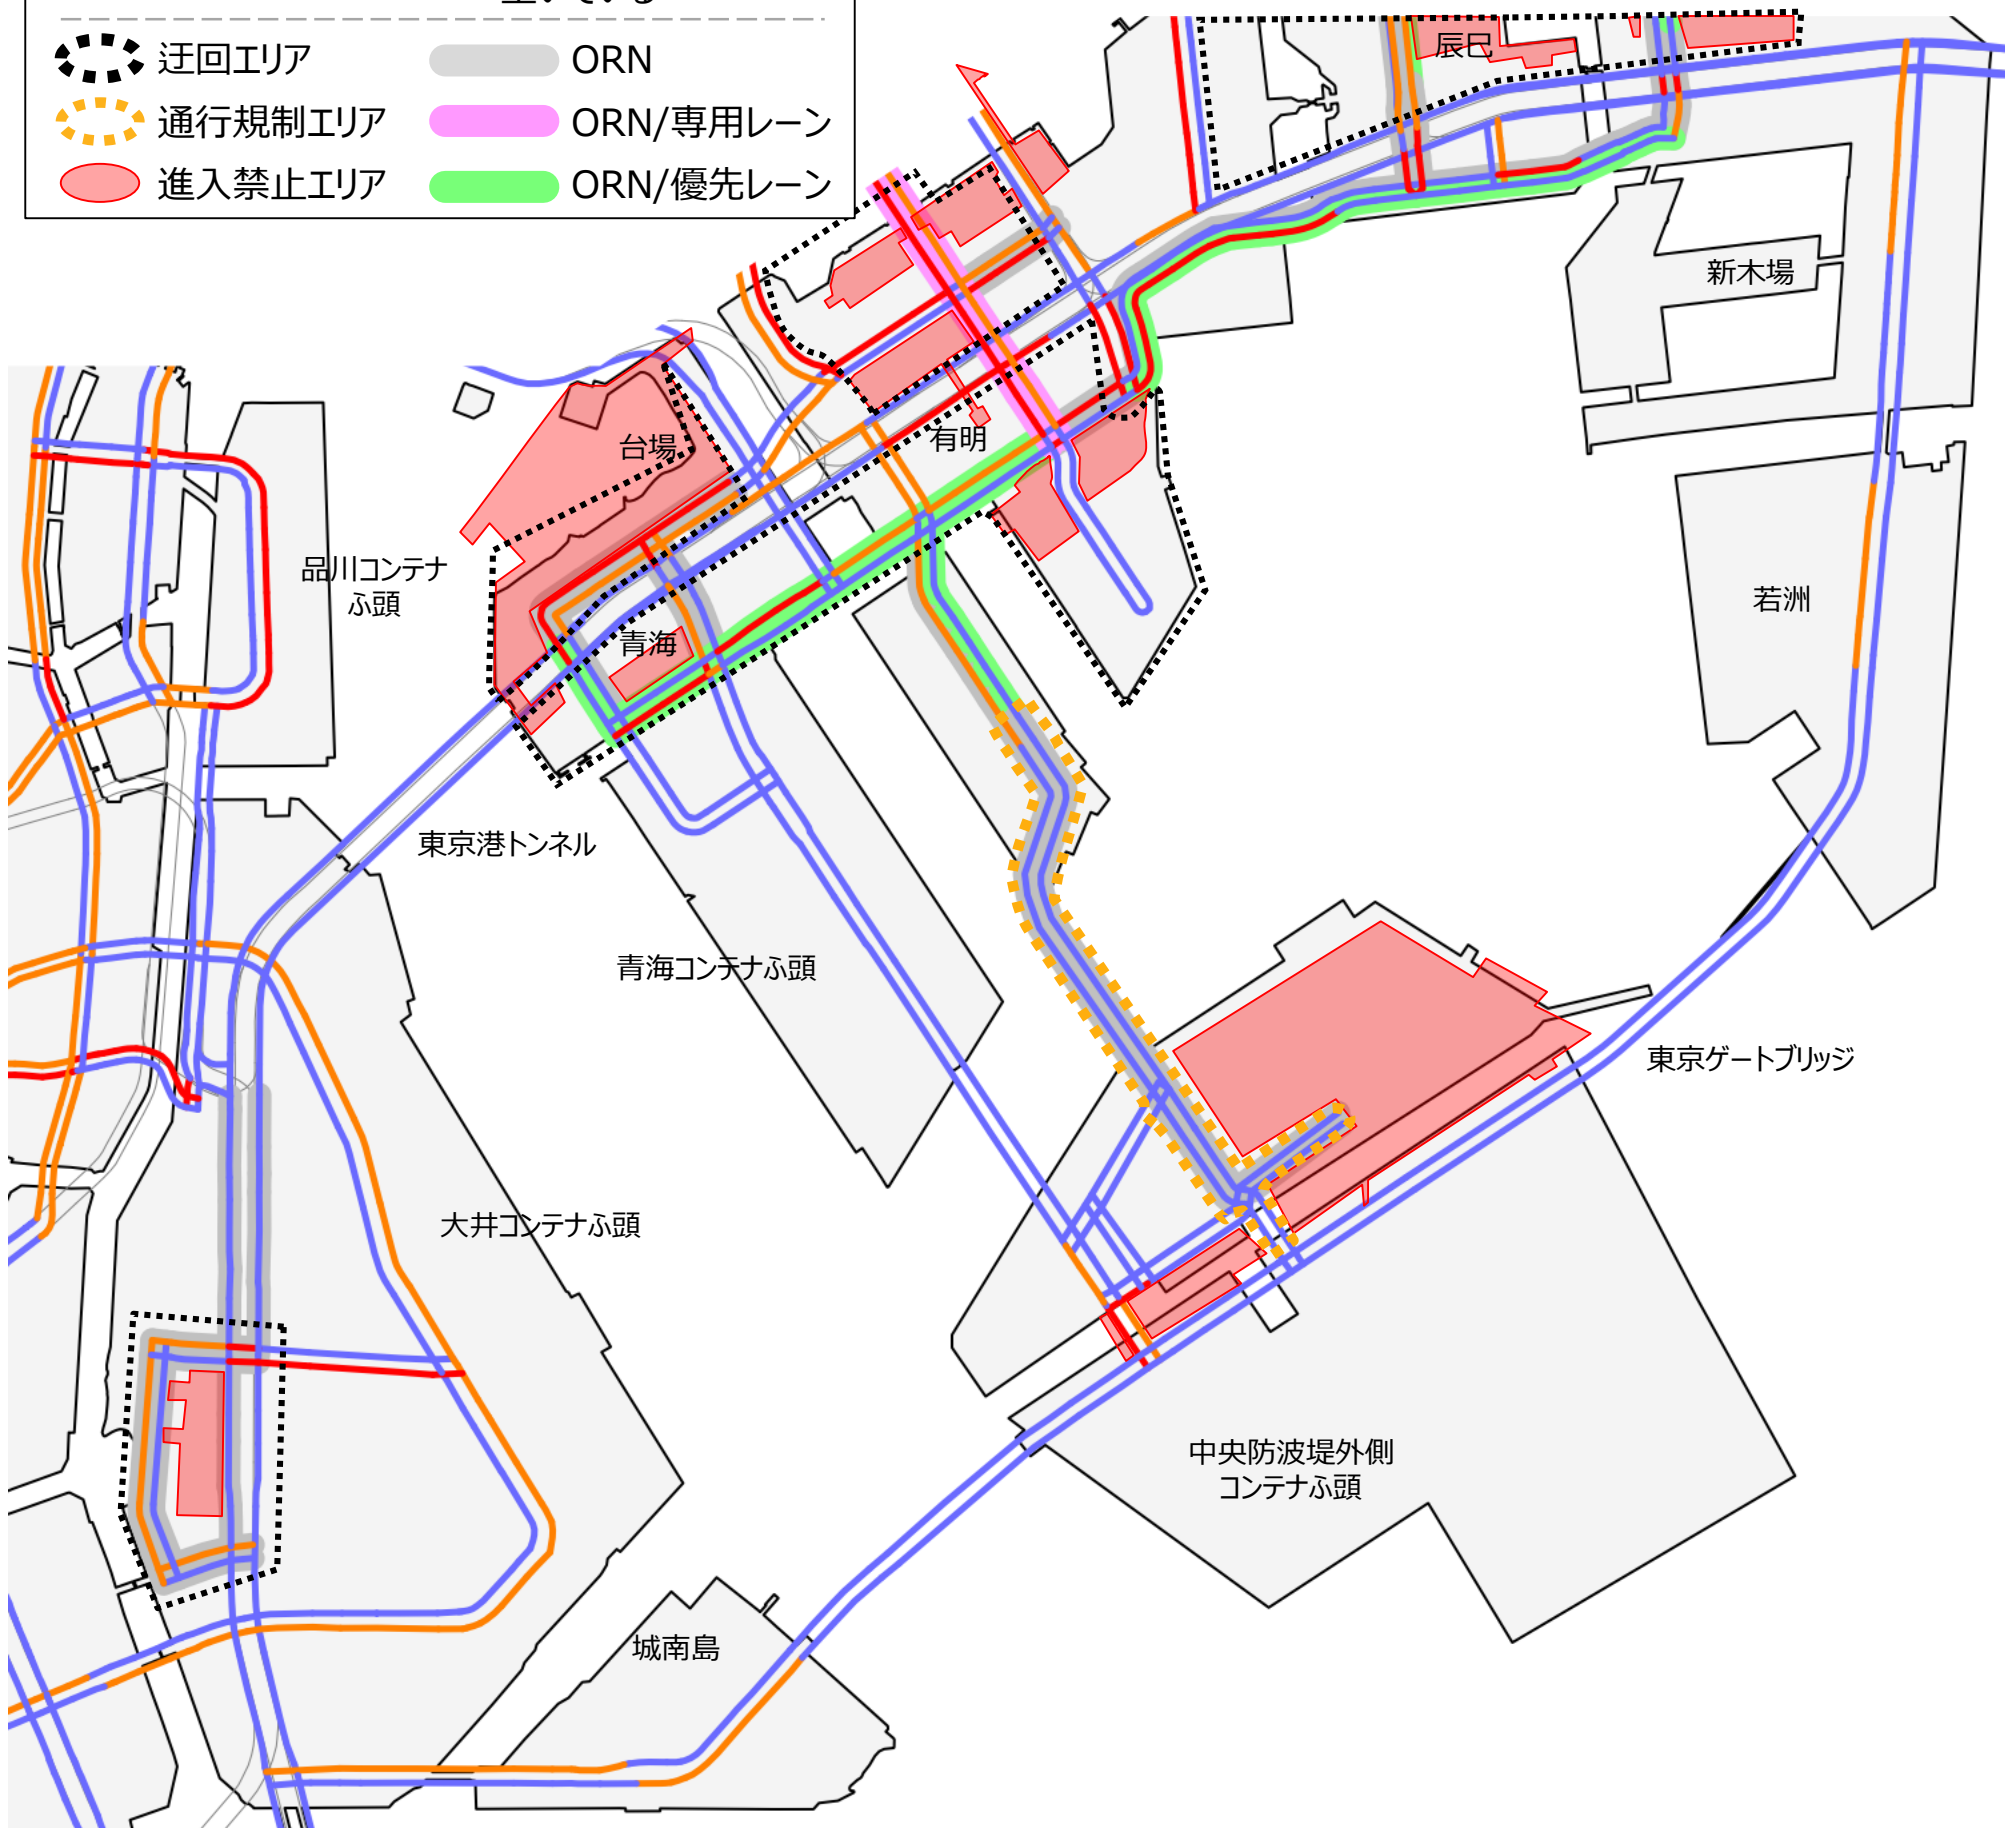 空いている
迂回エリア
ORN
通行規制エリア
ORN/専用レーン
進入禁止エリア
ORN/優先レーン
辰巳
新木場
台場
有明
品川コンテナ
ふ頭
若洲
青海
東京港トンネル
青海コンテナふ頭
東京ゲートブリッジ
大井コンテナふ頭
中央防波堤外側
コンテナふ頭
城南島